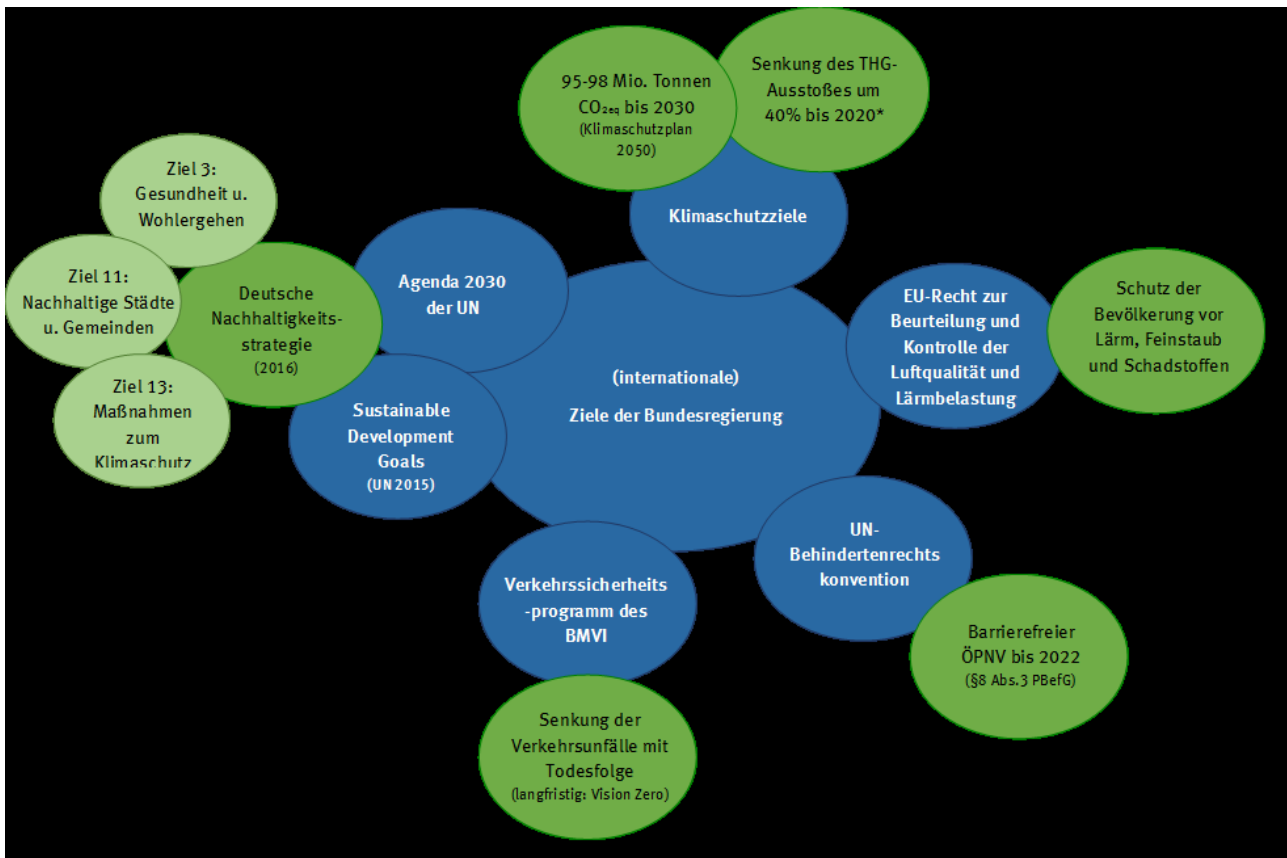 95-98 Mio. Tonnen
CO₂eq bis 2030
(Klimaschutzplan
2050)
Senkung des THG-
Ausstoßes um
40% bis 2020*
Klimaschutzziele
Ziel 3:
Gesundheit u.
Wohlergehen
Ziel 11:
Nachhaltige Städte
u. Gemeinden
Ziel 13:
Maßnahmen
zum
Klimaschutz
Deutsche
Nachhaltigkeits-
strategie
(2016)
Agenda 2030
der UN
Sustainable
Development
Goals
(UN 2015)
(internationale)
Ziele der Bundesregierung
EU-Recht zur
Beurteilung und
Kontrolle der
Luftqualität und
Lärmbelastung
Schutz der
Bevölkerung vor
Lärm, Feinstaub
und Schadstoffen
UN-
Behindertenrechts
konvention
Barrierefreier
ÖPNV bis 2022
(§8 Abs.3 PBefG)
Verkehrssicherheits
-programm des
BMVI
Senkung der
Verkehrsunfälle mit
Todesfolge
(langfristig: Vision Zero)